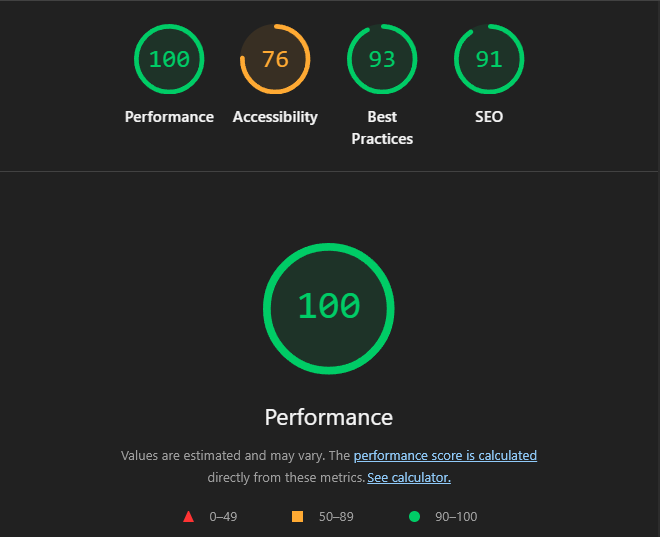 100 76 93 91
Performance Accessibility Best Practices SEO
100
Performance
Values are estimated and may vary. The performance score is calculated
directly from these metrics. See calculator.
0–49 50–89 90–100